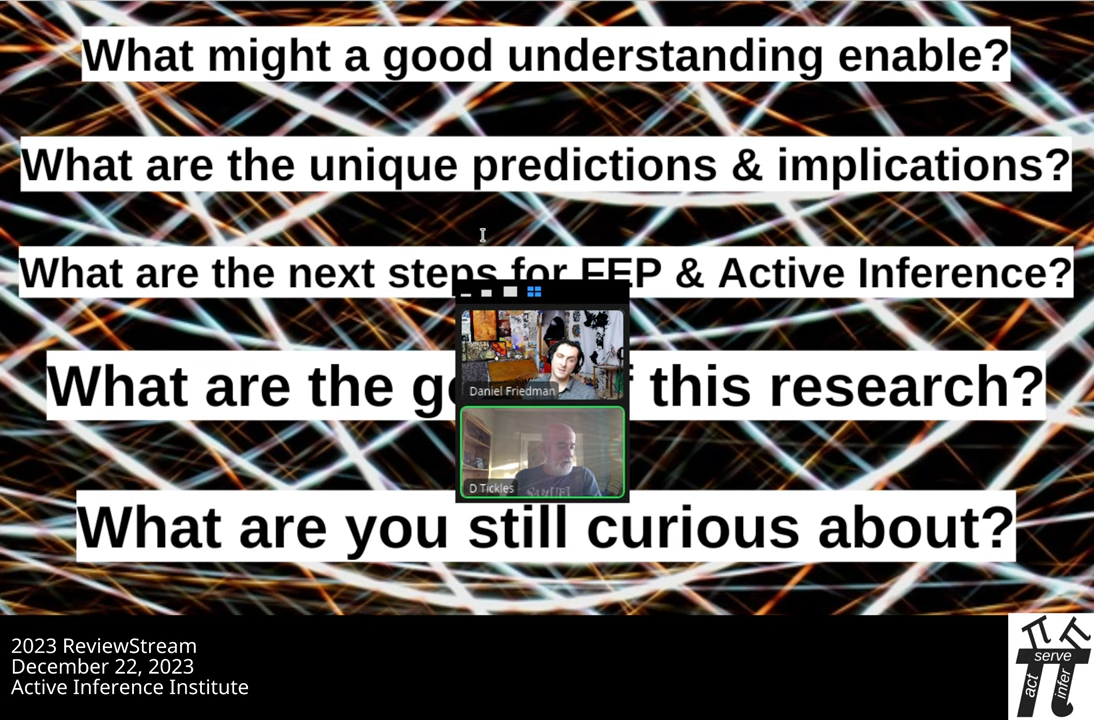 What might a good understanding enable?
What are the unique predictions & implications?
What are the next steps for FEP & Active Inference?
What are the g this research?
Daniel Friedman
D Tickles
SAMUEL
What are you still curious about?
2023 ReviewStream
December 22, 2023
Active Inference Institute
serve
act
infer